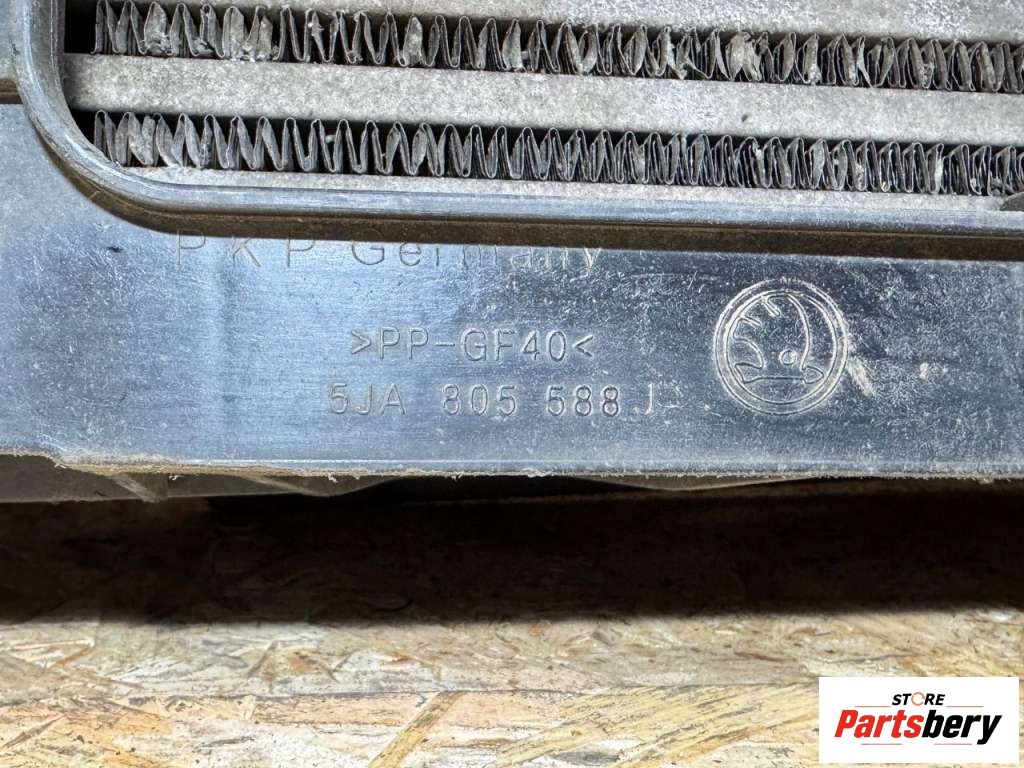 PKP Germany
>PP-GF40<
5JA 805 588 J
STORE
Partsbery